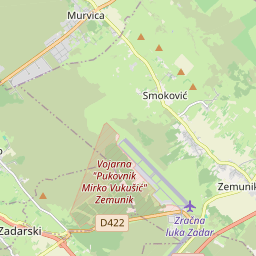 Murvica
Smoković
Vojarna
"Pukovnik
Mirko Vukušić"
Zemunik
Zemunik
D422
Zračna
luka Zadar
Zadarski